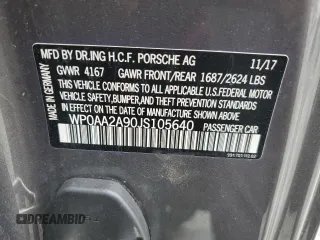 MFD BY DR.ING H.C.F. PORSCHE AG 11/17
GVWR 4167 GAWR FRONT/REAR 1687/2624 LBS
THIS VEHICLE CONFORMS TO ALL APPLICABLE
U.S. FEDERAL MOTOR VEHICLE
SAFETY, BUMPER, AND THEFT PREVENTION
STANDARDS IN EFFECT ON THE DATE OF
MANUFACTURE SHOWN ABOVE.
WP0AA2A90JS105640 PASSENGER CAR
MADE IN GERMANY
DREAMBID